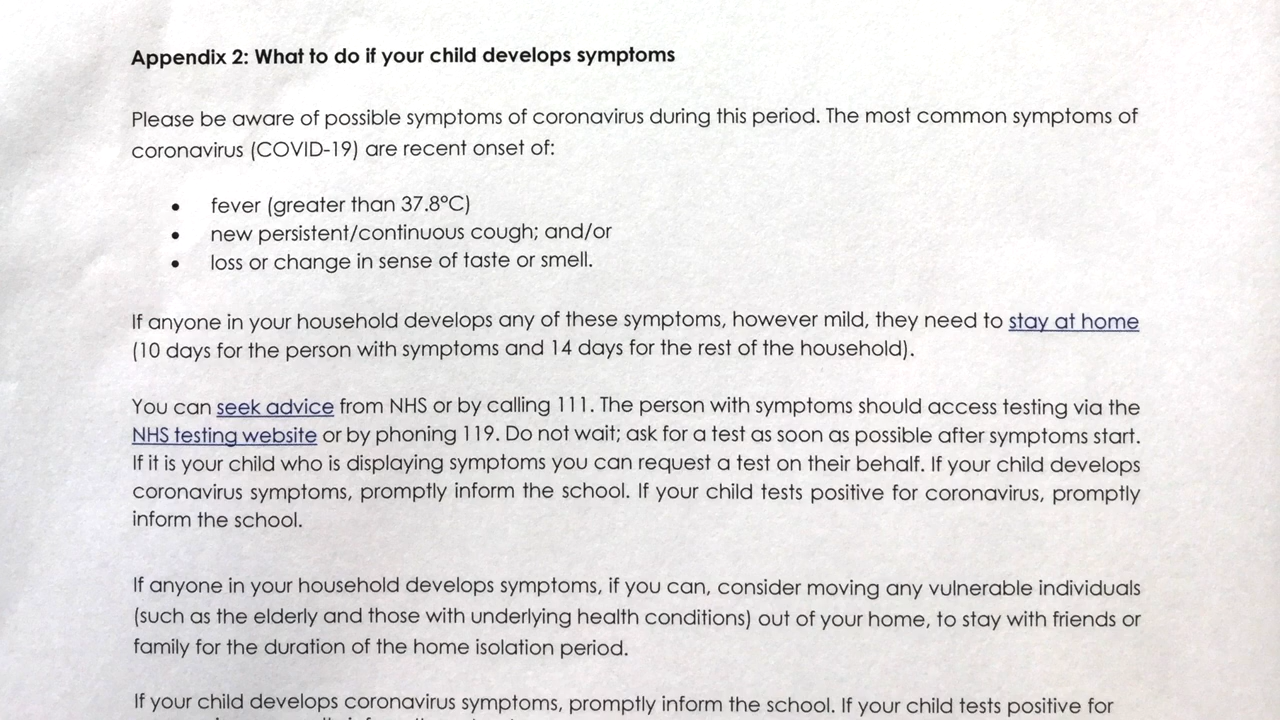 Appendix 2: What to do if your child develops symptoms
Please be aware of possible symptoms of coronavirus during this period. The most common symptoms of
coronavirus (COVID-19) are recent onset of:
• fever (greater than 37.8°C)
• new persistent/continuous cough; and/or
• loss or change in sense of taste or smell.
If anyone in your household develops any of these symptoms, however mild, they need to stay at home
(10 days for the person with symptoms and 14 days for the rest of the household).
You can seek advice from NHS or by calling 111. The person with symptoms should access testing via the
NHS testing website or by phoning 119. Do not wait; ask for a test as soon as possible after symptoms start.
If it is your child who is displaying symptoms you can request a test on their behalf. If your child develops
coronavirus symptoms, promptly inform the school. If your child tests positive for coronavirus, promptly
inform the school.
If anyone in your household develops symptoms, if you can, consider moving any vulnerable individuals
(such as the elderly and those with underlying health conditions) out of your home, to stay with friends or
family for the duration of the home isolation period.
If your child develops coronavirus symptoms, promptly inform the school. If your child tests positive for